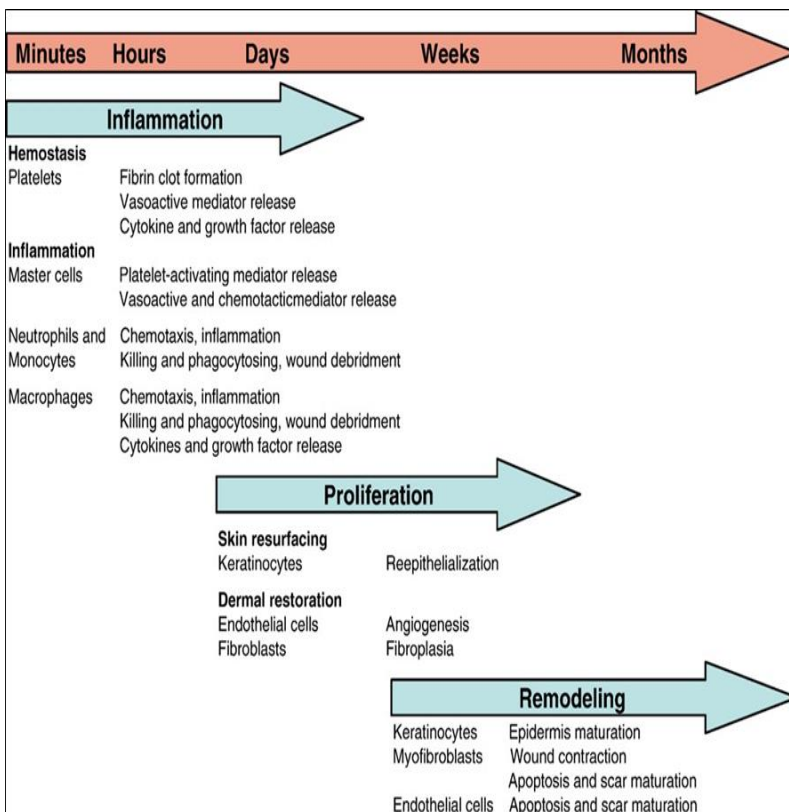 Minutes Hours Days Weeks Months
Inflammation
Hemostasis
Platelets Fibrin clot formation
Vasoactive mediator release
Cytokine and growth factor release
Inflammation
Master cells Platelet-activating mediator release
Vasoactive and chemotacticmediator release
Neutrophils and Chemotaxis, inflammation
Monocytes Killing and phagocytosing, wound debridment
Macrophages Chemotaxis, inflammation
Killing and phagocytosing, wound debridment
Cytokines and growth factor release
Proliferation
Skin resurfacing
Keratinocytes Reepithelialization
Dermal restoration
Endothelial cells Angiogenesis
Fibroblasts Fibroplasia
Remodeling
Keratinocytes Epidermis maturation
Myofibroblasts Wound contraction
Apoptosis and scar maturation
Endothelial cells Apoptosis and scar maturation